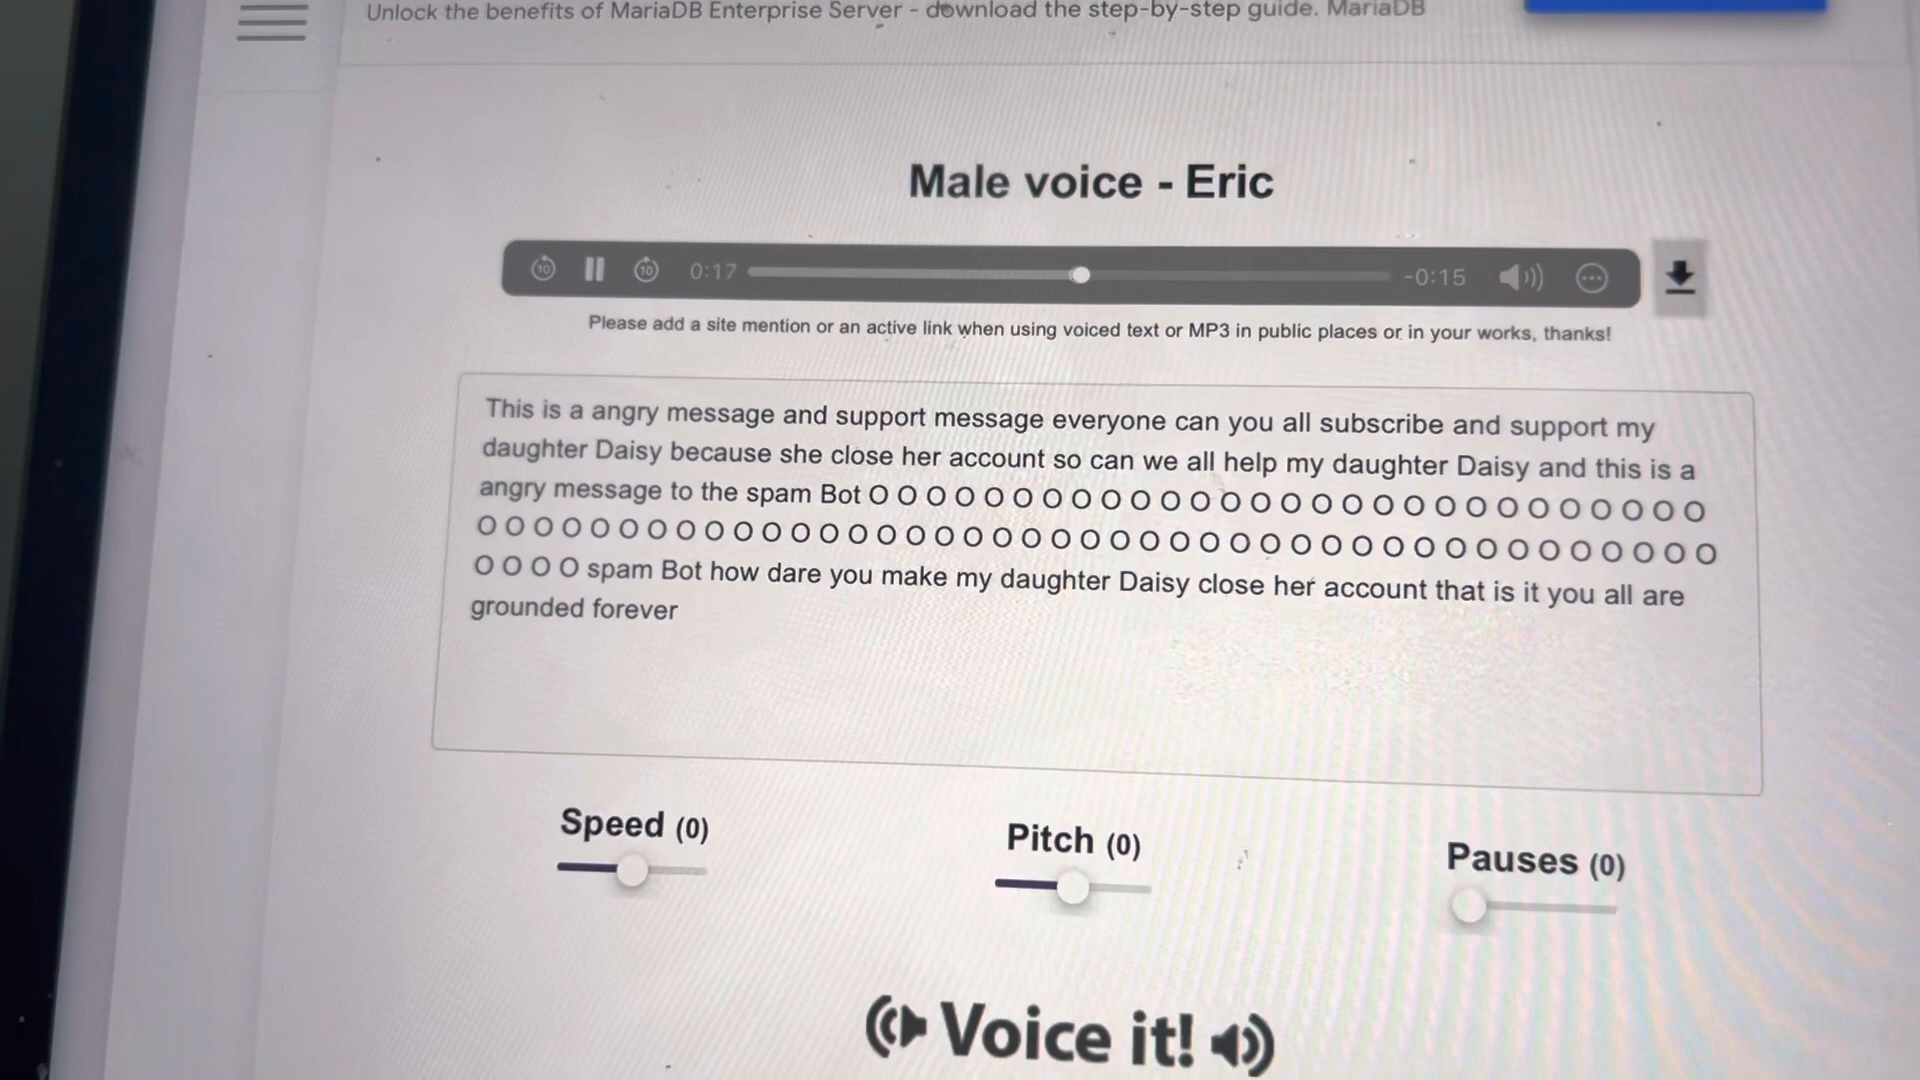 Unlock the benefits of MariaDB Enterprise Server - download the step-by-step guide. MariaDB
Male voice - Eric
10 10 0:17 -0:15
Please add a site mention or an active link when using voiced text or MP3 in public places or in your works, thanks!
This is a angry message and support message everyone can you all subscribe and support my
daughter Daisy because she close her account so can we all help my daughter Daisy and this is a
angry message to the spam Bot O O O O O O O O O O O O O O O O O O O O O O O O O O O O
O O O O O O O O O O O O O O O O O O O O O O O O O O O O O O O O O O O O O O O O O O
O O O O spam Bot how dare you make my daughter Daisy close her account that is it you all are
grounded forever
Speed (0) Pitch (0) Pauses (0)
Voice it!